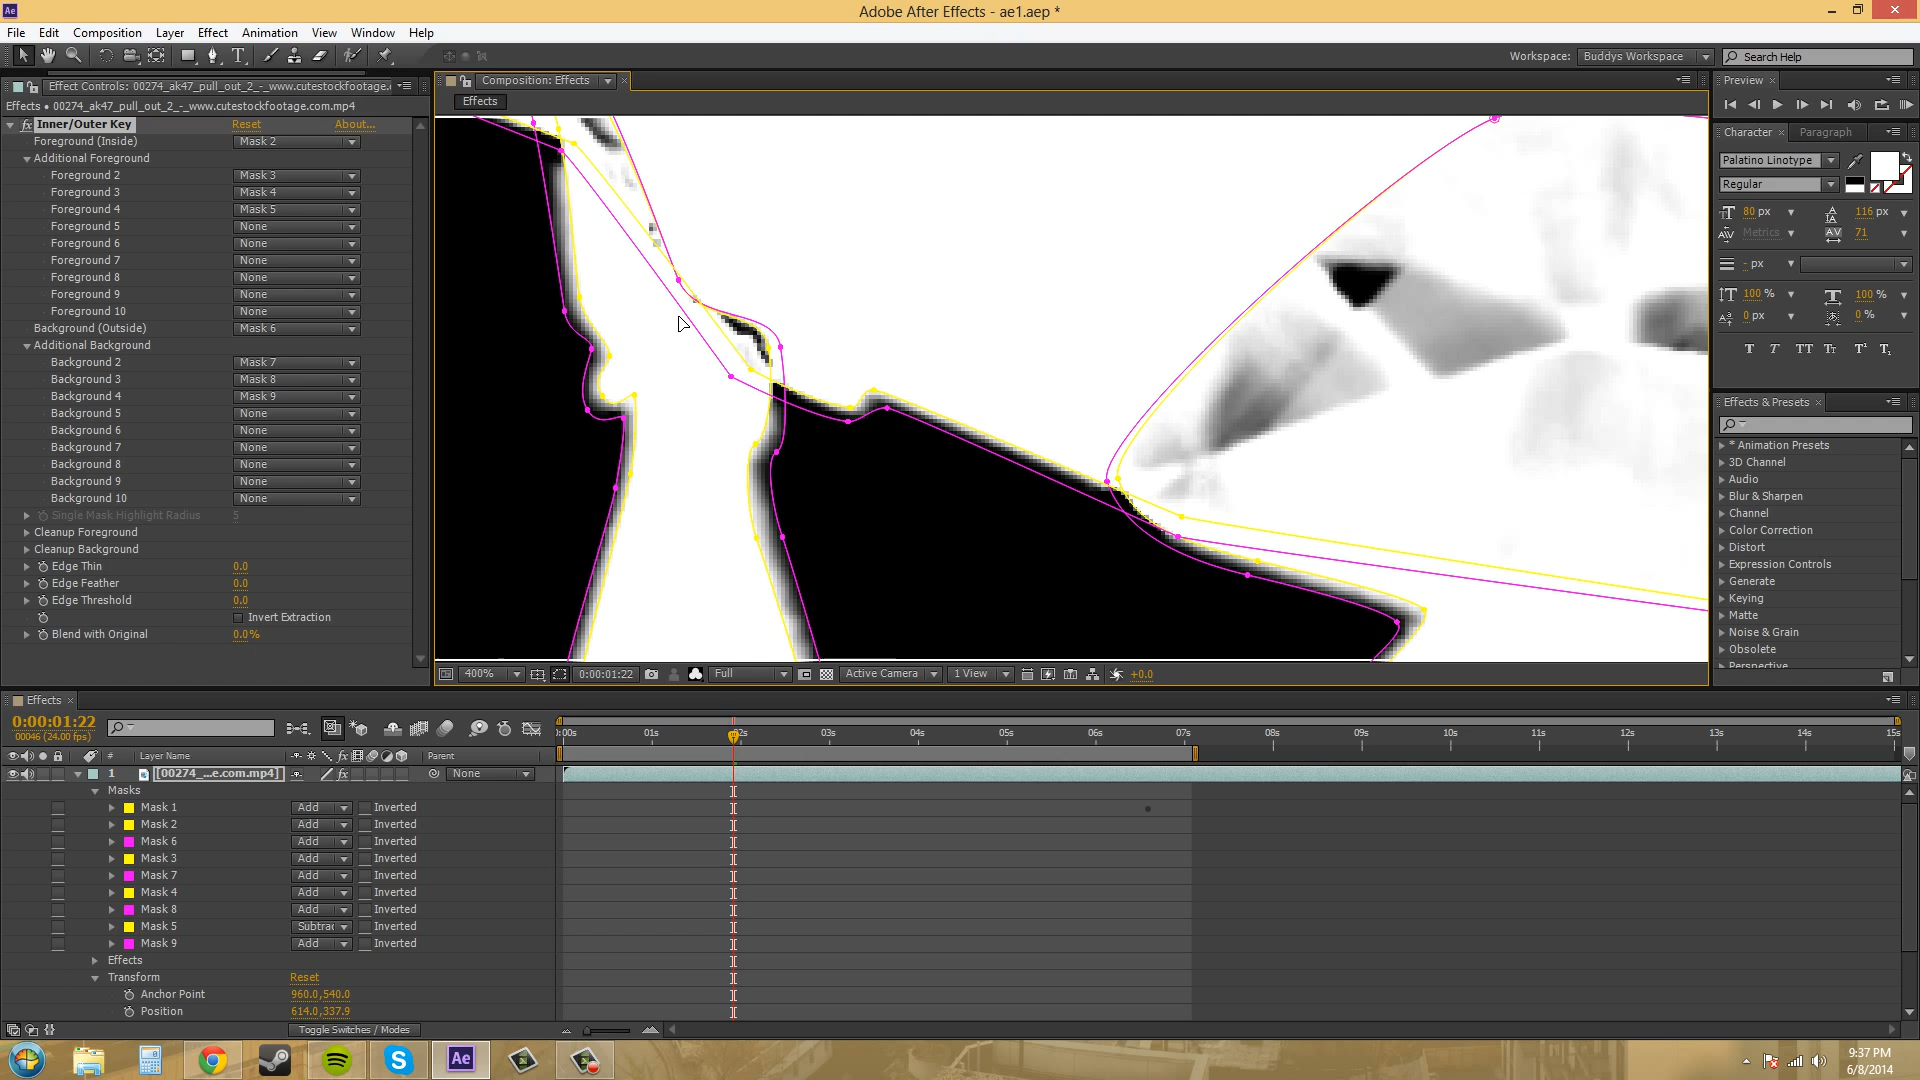 Ae
Adobe After Effects - ae1.aep *
File Edit Composition Layer Effect Animation View Window Help
T
Workspace: Buddys Workspace
Search Help
Effect Controls: 00274_ak47_pull_out_2_-_www.cutestockfootage.
Effects • 00274_ak47_pull_out_2_-_www.cutestockfootage.com.mp4
fx Inner/Outer Key Reset About...
Foreground (Inside) Mask 2
Additional Foreground
Foreground 2 Mask 3
Foreground 3 Mask 4
Foreground 4 Mask 5
Foreground 5 None
Foreground 6 None
Foreground 7 None
Foreground 8 None
Foreground 9 None
Foreground 10 None
Background (Outside) Mask 6
Additional Background
Background 2 Mask 7
Background 3 Mask 8
Background 4 Mask 9
Background 5 None
Background 6 None
Background 7 None
Background 8 None
Background 9 None
Background 10 None
Single Mask Highlight Radius 5
Cleanup Foreground
Cleanup Background
Edge Thin 0.0
Edge Feather 0.0
Edge Threshold 0.0
Invert Extraction
Blend with Original 0.0%
Composition: Effects
Effects
400% 0:00:01:22 Full Active Camera 1 View +0.0
Preview
Character Paragraph
Palatino Linotype
Regular
80 px 116 px
Metrics 71
- px
100 % 100 %
0 px 0 %
T T TT Tr T¹ T₁
Effects & Presets
* Animation Presets
3D Channel
Audio
Blur & Sharpen
Channel
Color Correction
Distort
Expression Controls
Generate
Keying
Matte
Noise & Grain
Obsolete
Perspective
Effects
0:00:01:22
00046 (24.00 fps)
# Layer Name fx Parent
1 [00274_...e.com.mp4] fx None
Masks
Mask 1 Add Inverted
Mask 2 Add Inverted
Mask 6 Add Inverted
Mask 3 Add Inverted
Mask 7 Add Inverted
Mask 4 Add Inverted
Mask 8 Add Inverted
Mask 5 Subtrac Inverted
Mask 9 Add Inverted
Effects
Transform Reset
Anchor Point 960.0,540.0
Position 614.0,337.9
Toggle Switches / Modes
):00s 01s 02s 03s 04s 05s 06s 07s 08s 09s 10s 11s 12s 13s 14s 15s
Ae
9:37 PM
6/8/2014